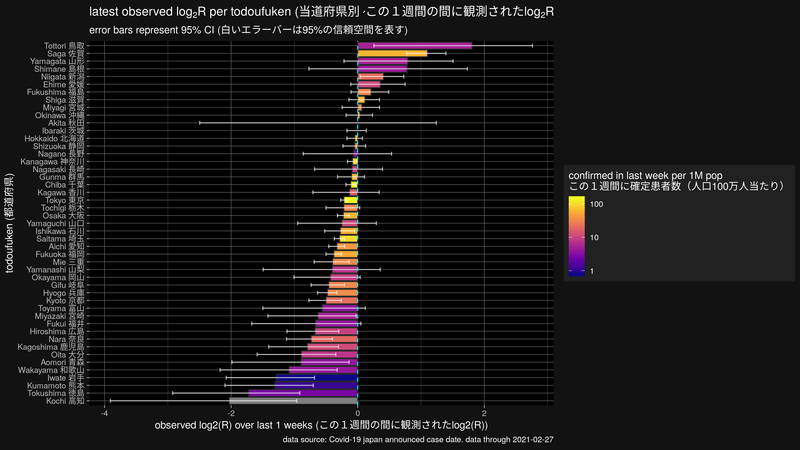 latest observed log₂R per todoufuken (当道府県別 ·この１週間の間に観測されたlog₂R
error bars represent 95% CI (白いエラーバーは95%の信頼空間を表す)
todoufuken (都道府県)
Tottori 鳥取
Saga 佐賀
Yamagata 山形
Shimane 島根
Niigata 新潟
Ehime 愛媛
Fukushima 福島
Shiga 滋賀
Miyagi 宮城
Okinawa 沖縄
Akita 秋田
Ibaraki 茨城
Hokkaido 北海道
Shizuoka 静岡
Nagano 長野
Kanagawa 神奈川
Nagasaki 長崎
Gunma 群馬
Chiba 千葉
Kagawa 香川
Tokyo 東京
Tochigi 栃木
Osaka 大阪
Yamaguchi 山口
Ishikawa 石川
Saitama 埼玉
Aichi 愛知
Fukuoka 福岡
Mie 三重
Yamanashi 山梨
Okayama 岡山
Gifu 岐阜
Hyogo 兵庫
Kyoto 京都
Toyama 富山
Miyazaki 宮崎
Fukui 福井
Hiroshima 広島
Nara 奈良
Kagoshima 鹿児島
Oita 大分
Aomori 青森
Wakayama 和歌山
Iwate 岩手
Kumamoto 熊本
Tokushima 徳島
Kochi 高知
-4 -2 0 2
observed log2(R) over last 1 weeks (この１週間の間に観測されたlog2(R))
data source: Covid-19 japan announced case date. data through 2021-02-27
confirmed in last week per 1M pop
この１週間に確定患者数（人口100万人当たり）
100
10
1